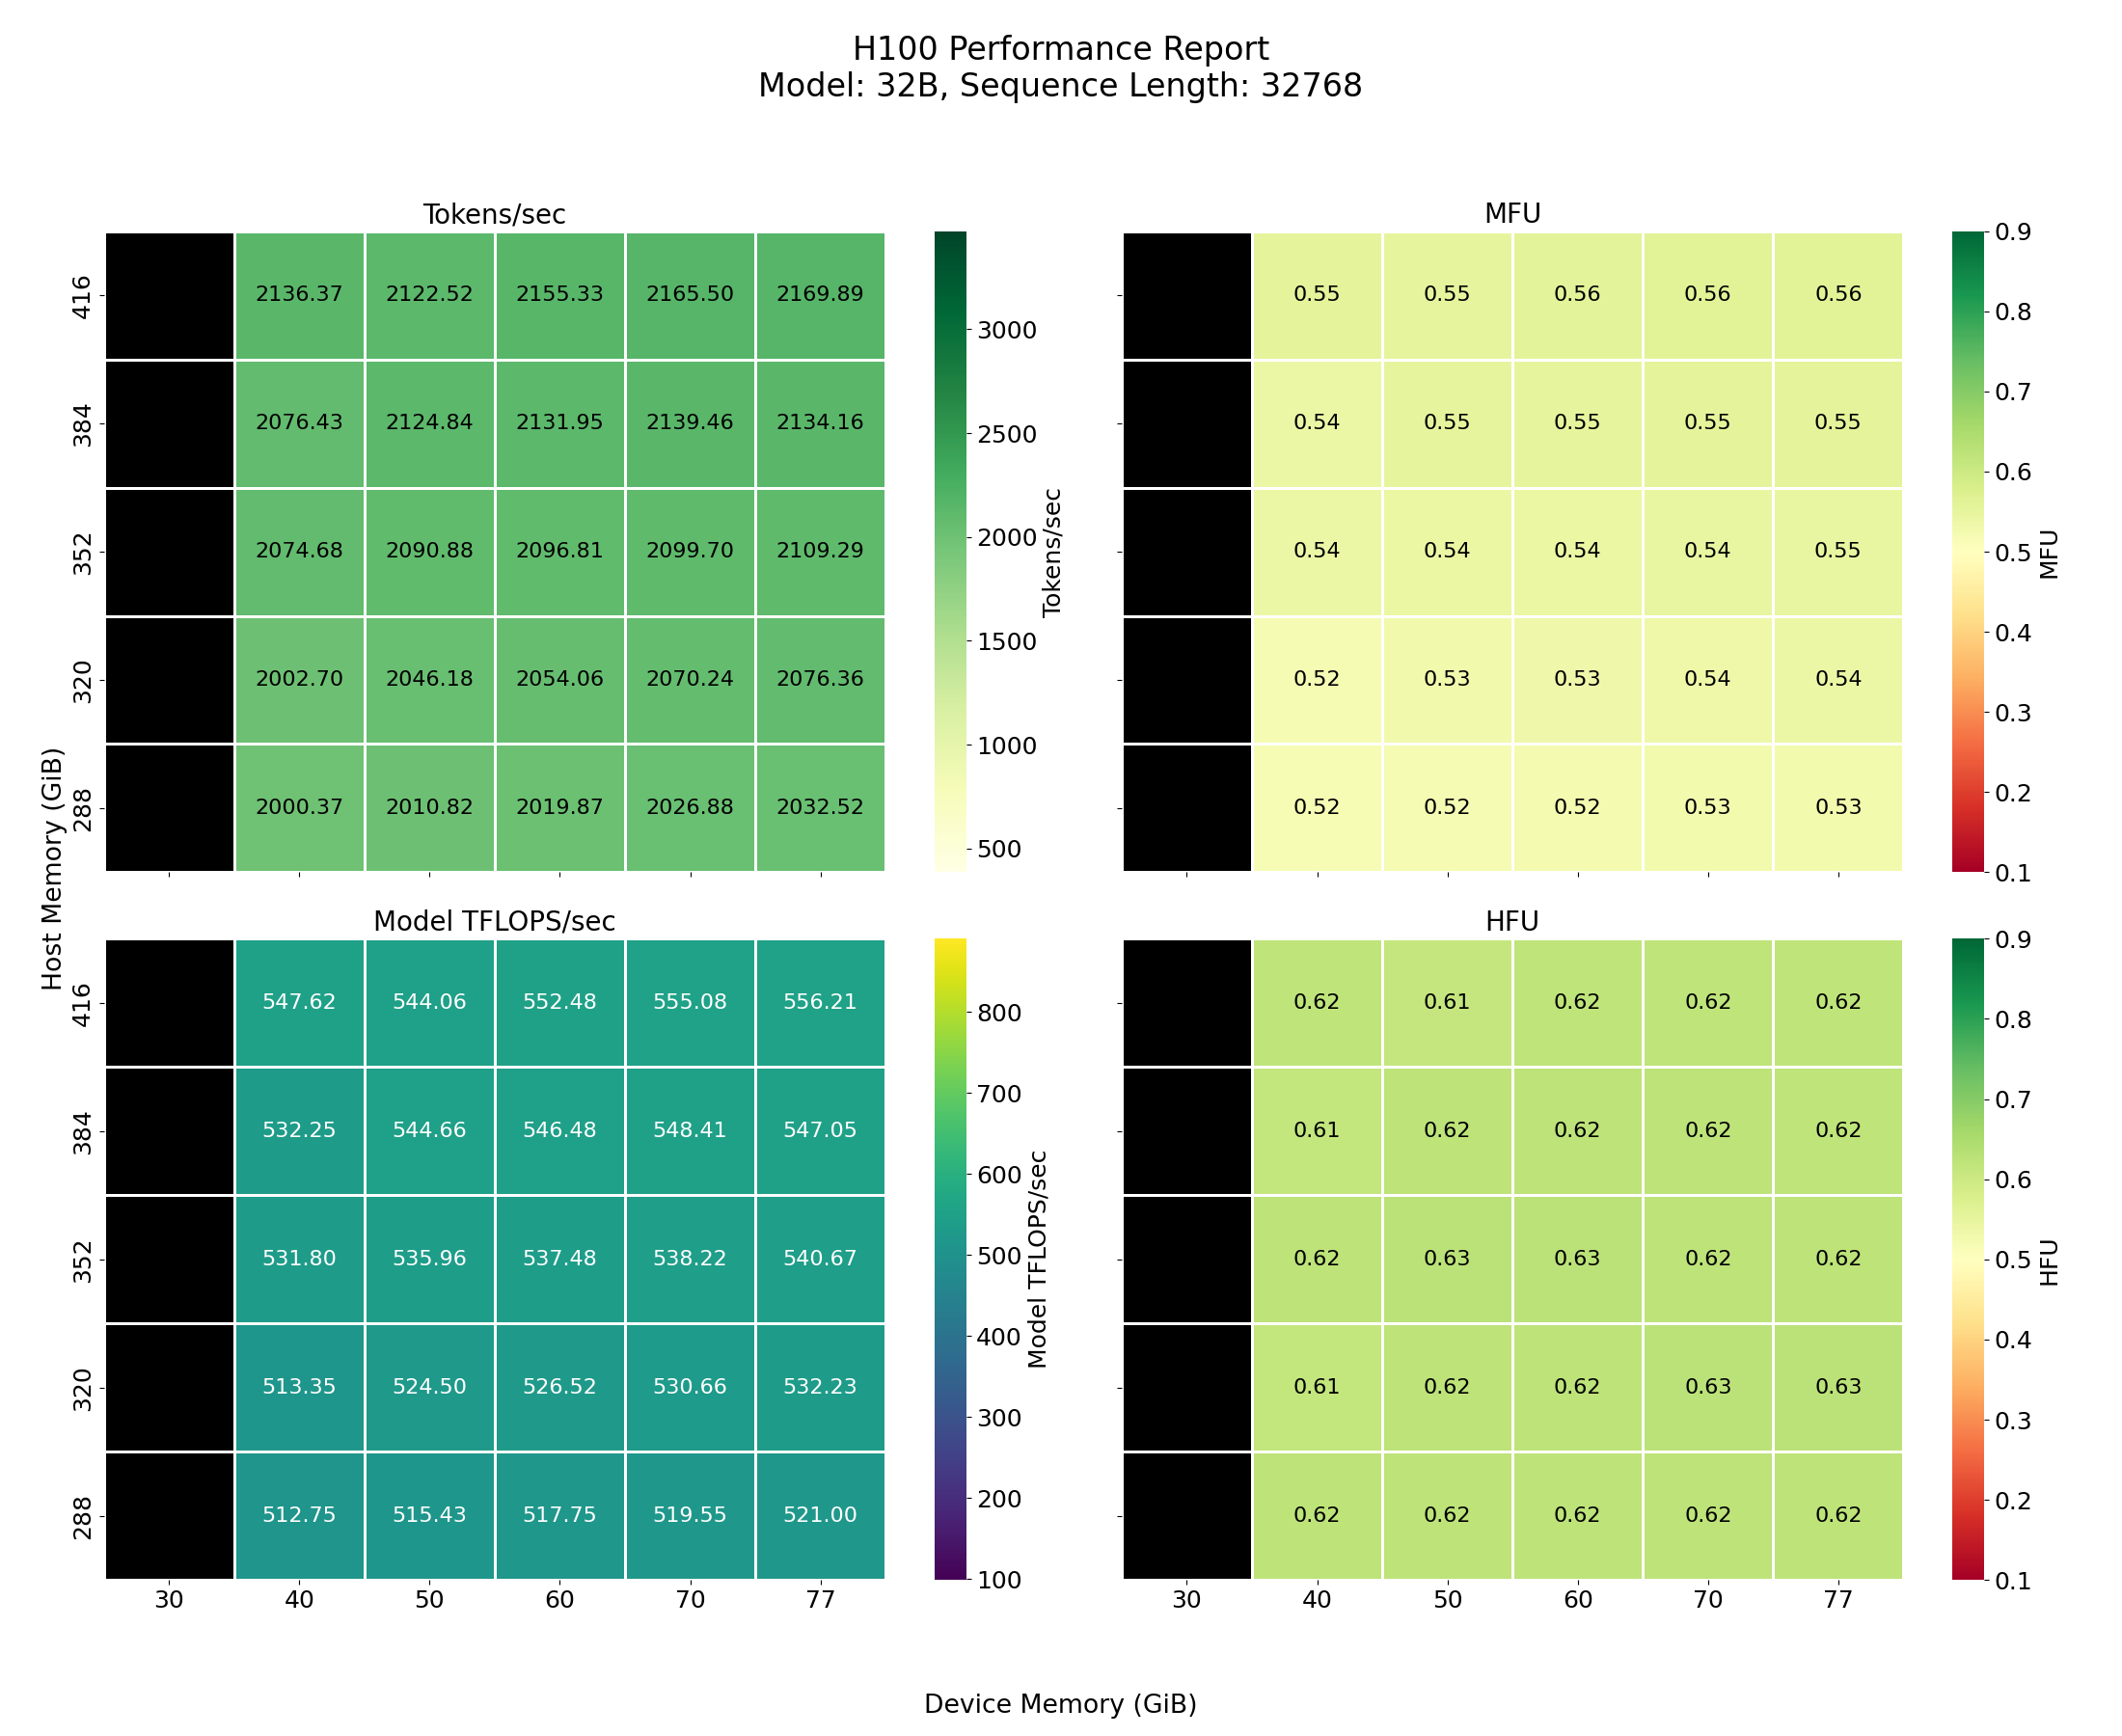 H100 Performance Report
Model: 32B, Sequence Length: 32768
Host Memory (GiB)
Tokens/sec
416 2136.37 2122.52 2155.33 2165.50 2169.89
384 2076.43 2124.84 2131.95 2139.46 2134.16
352 2074.68 2090.88 2096.81 2099.70 2109.29
320 2002.70 2046.18 2054.06 2070.24 2076.36
288 2000.37 2010.82 2019.87 2026.88 2032.52
3000
2500
2000
1500
1000
500
Tokens/sec
MFU
0.55 0.55 0.56 0.56 0.56
0.54 0.55 0.55 0.55 0.55
0.54 0.54 0.54 0.54 0.55
0.52 0.53 0.53 0.54 0.54
0.52 0.52 0.52 0.53 0.53
0.9
0.8
0.7
0.6
0.5
0.4
0.3
0.2
0.1
MFU
Model TFLOPS/sec
416 547.62 544.06 552.48 555.08 556.21
384 532.25 544.66 546.48 548.41 547.05
352 531.80 535.96 537.48 538.22 540.67
320 513.35 524.50 526.52 530.66 532.23
288 512.75 515.43 517.75 519.55 521.00
30 40 50 60 70 77
800
700
600
500
400
300
200
100
Model TFLOPS/sec
HFU
0.62 0.61 0.62 0.62 0.62
0.61 0.62 0.62 0.62 0.62
0.62 0.63 0.63 0.62 0.62
0.61 0.62 0.62 0.63 0.63
0.62 0.62 0.62 0.62 0.62
30 40 50 60 70 77
0.9
0.8
0.7
0.6
0.5
0.4
0.3
0.2
0.1
HFU
Device Memory (GiB)